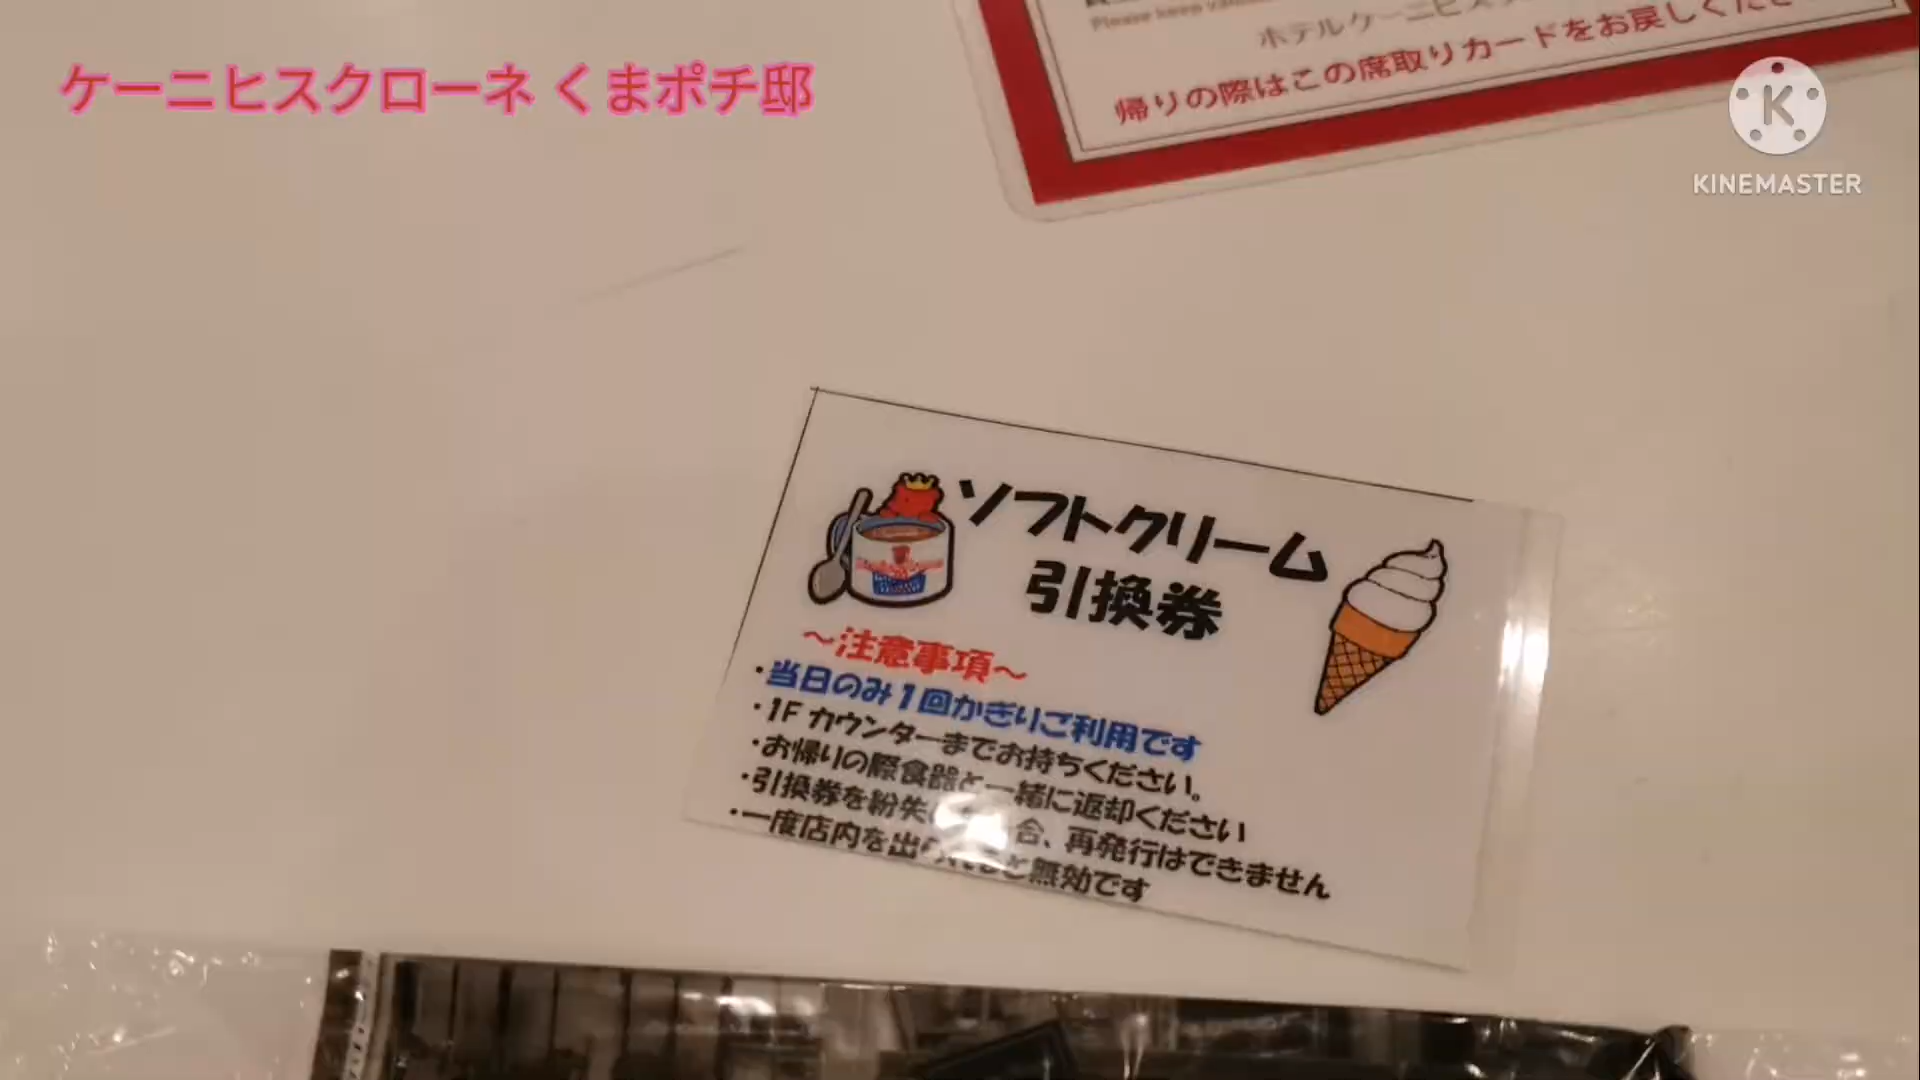 ケーニヒスクローネ くまポチ邸
Please keep
ホテルケーニヒス
帰りの際はこの席取りカードをお戻しくださ
KINEMASTER
ソフトクリーム
引換券
～注意事項～
・当日のみ1回かぎりご利用です
・1F カウンターまでお持ちください。
・お帰りの際食器と一緒に返却ください
・引換券を紛失 合、再発行はできません
・一度店内を出 と無効です